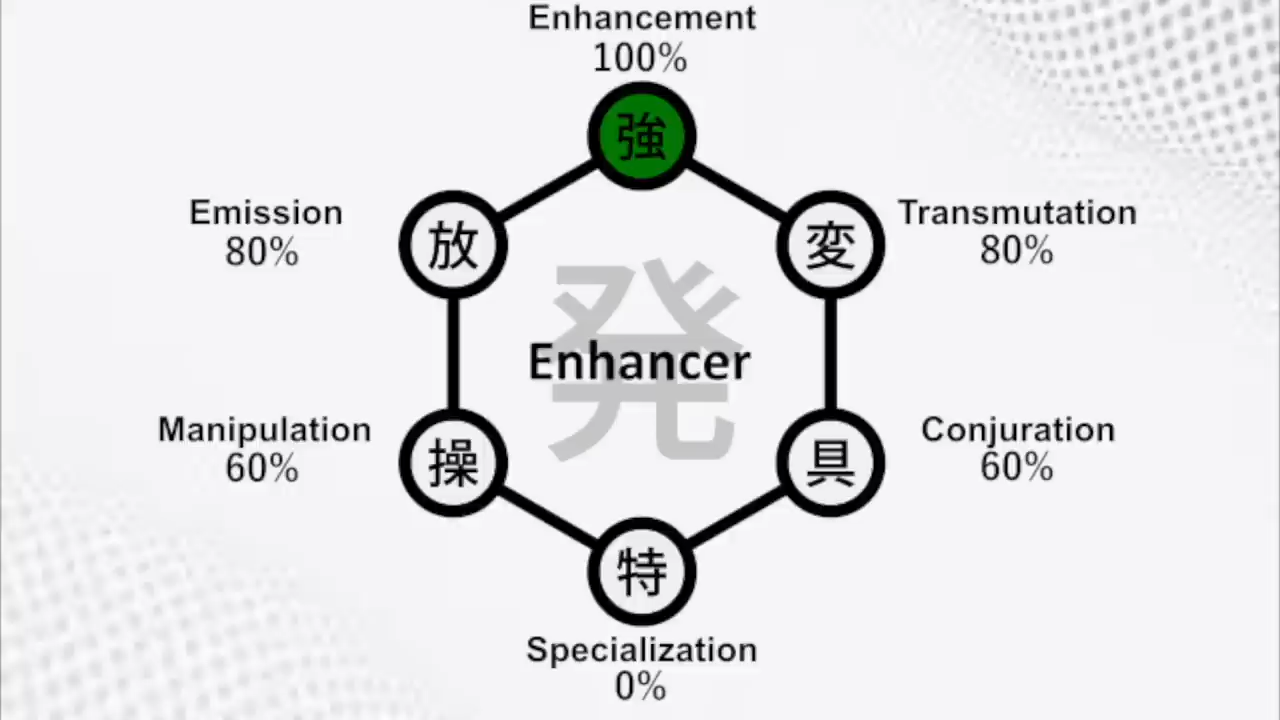 Enhancement
100%
強
Emission
80%
放
変
Transmutation
80%
発
Enhancer
Manipulation
60%
操
具
Conjuration
60%
特
Specialization
0%